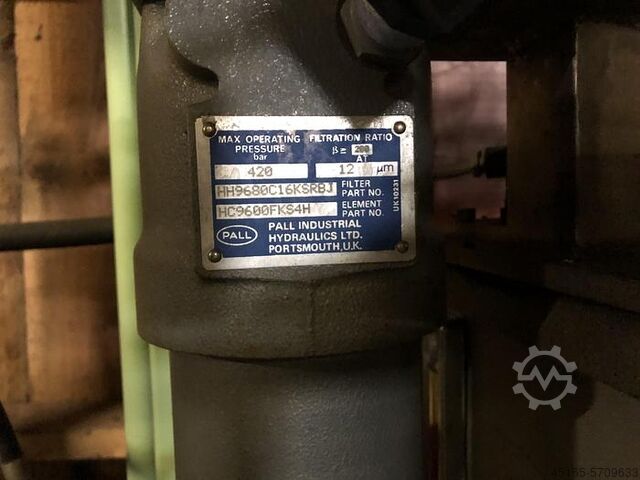 MAX OPERATING FILTRATION RATIO
PRESSURE β= 200
bar AT
420 12 µm
HH9680C16KSRBJ FILTER PART NO.
HC9600FKS4H ELEMENT PART NO.
PALL PALL INDUSTRIAL
HYDRAULICS LTD.
PORTSMOUTH, U.K.
UK10231
45165-5709633